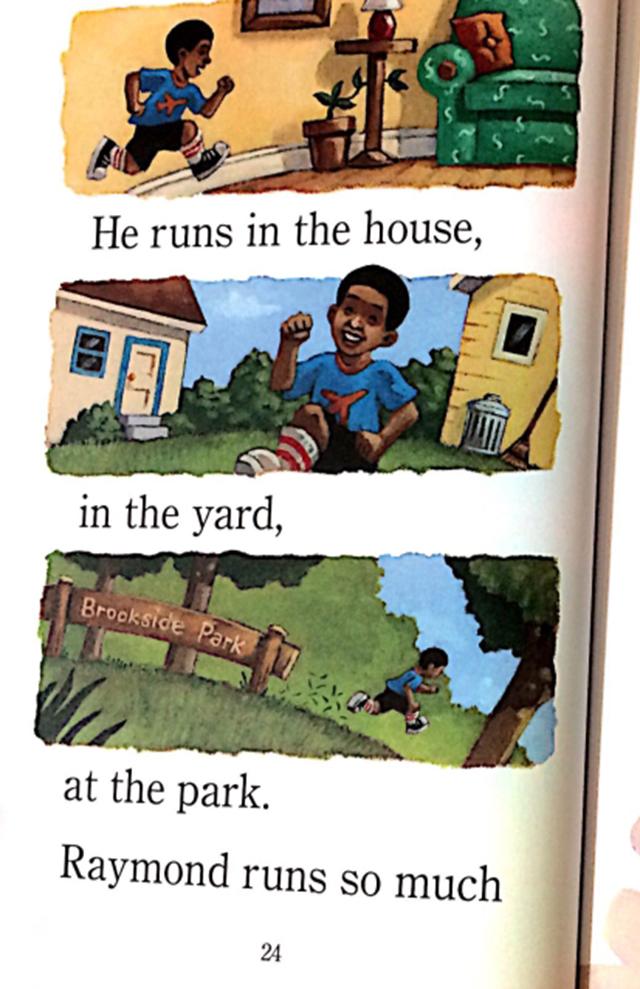 He runs in the house,
in the yard,
Brookside Park
at the park.
Raymond runs so much
24